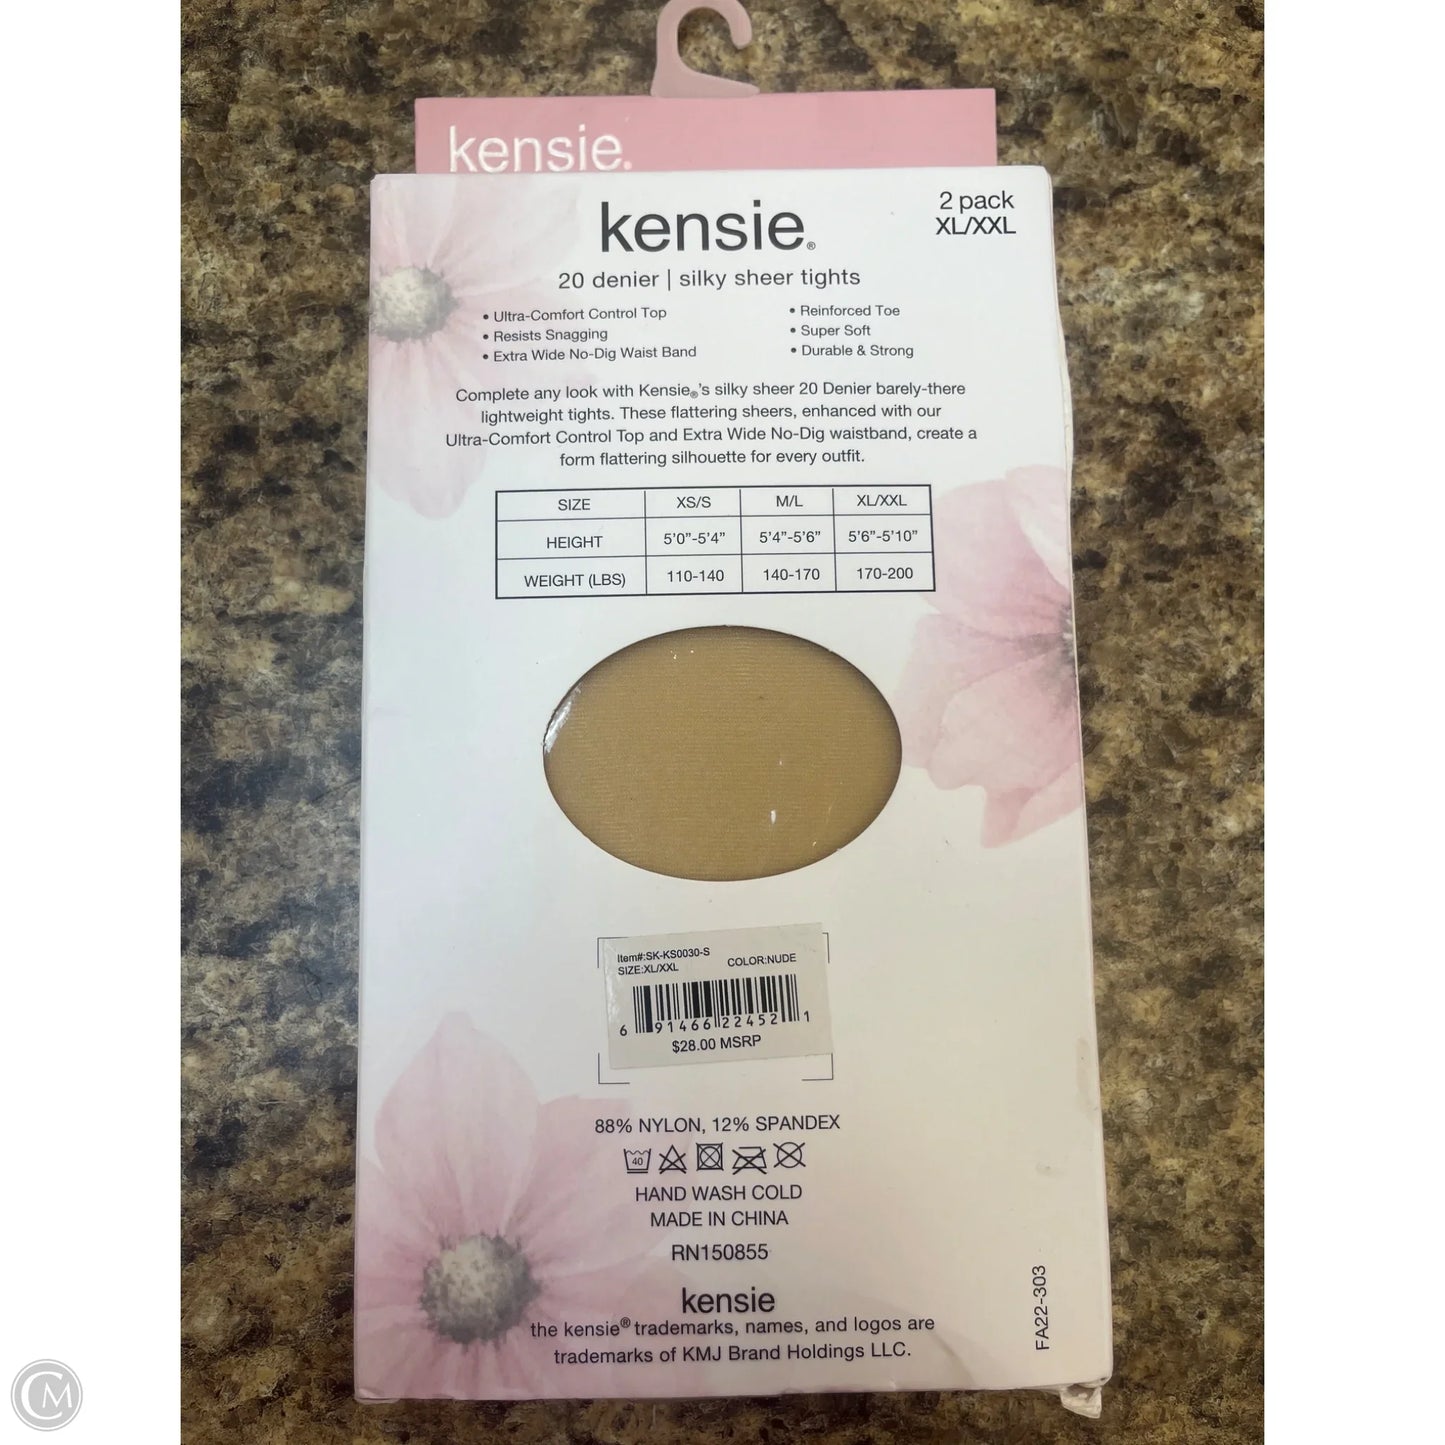 kensie.
kensie®
2 pack
XL/XXL
20 denier | silky sheer tights
• Ultra-Comfort Control Top
• Resists Snagging
• Extra Wide No-Dig Waist Band
• Reinforced Toe
• Super Soft
• Durable & Strong
Complete any look with Kensie®'s silky sheer 20 Denier barely-there
lightweight tights. These flattering sheers, enhanced with our
Ultra-Comfort Control Top and Extra Wide No-Dig waistband, create a
form flattering silhouette for every outfit.
SIZE XS/S M/L XL/XXL
HEIGHT 5'0"-5'4" 5'4"-5'6" 5'6"-5'10"
WEIGHT (LBS) 110-140 140-170 170-200
Item#:SK-KS0030-S
SIZE:XL/XXL COLOR:NUDE
6 91466 22452 1
$28.00 MSRP
88% NYLON, 12% SPANDEX
40
HAND WASH COLD
MADE IN CHINA
RN150855
kensie
the kensie® trademarks, names, and logos are
trademarks of KMJ Brand Holdings LLC.
FA22-303
CM